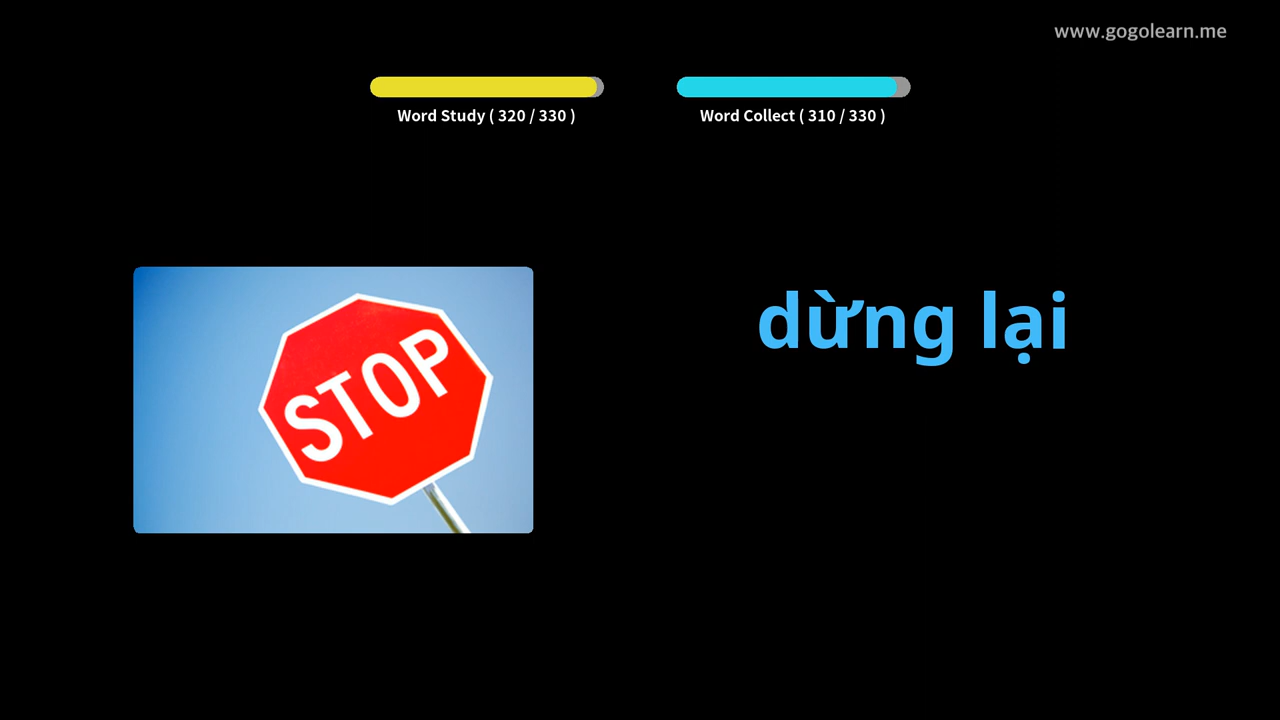 www.gogolearn.me
Word Study ( 320 / 330 )
Word Collect ( 310 / 330 )
STOP
dừng lại